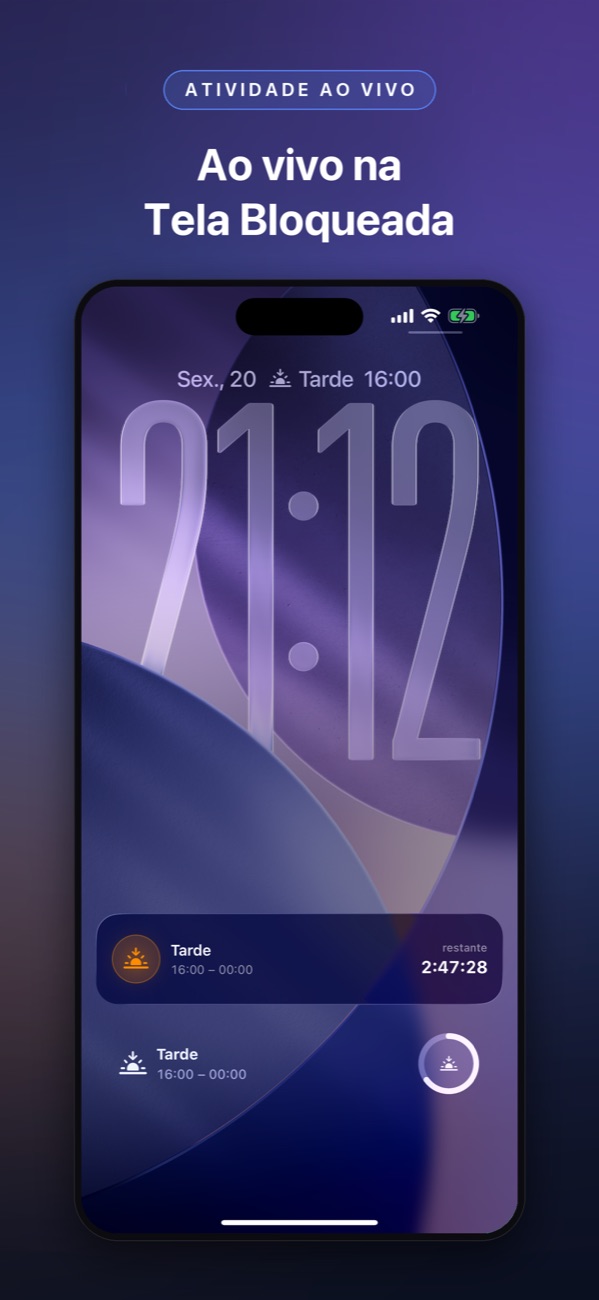 ATIVIDADE AO VIVO
Ao vivo na
Tela Bloqueada
Sex., 20 Tarde 16:00
21:12
Tarde
16:00 – 00:00
restante
2:47:28
Tarde
16:00 – 00:00